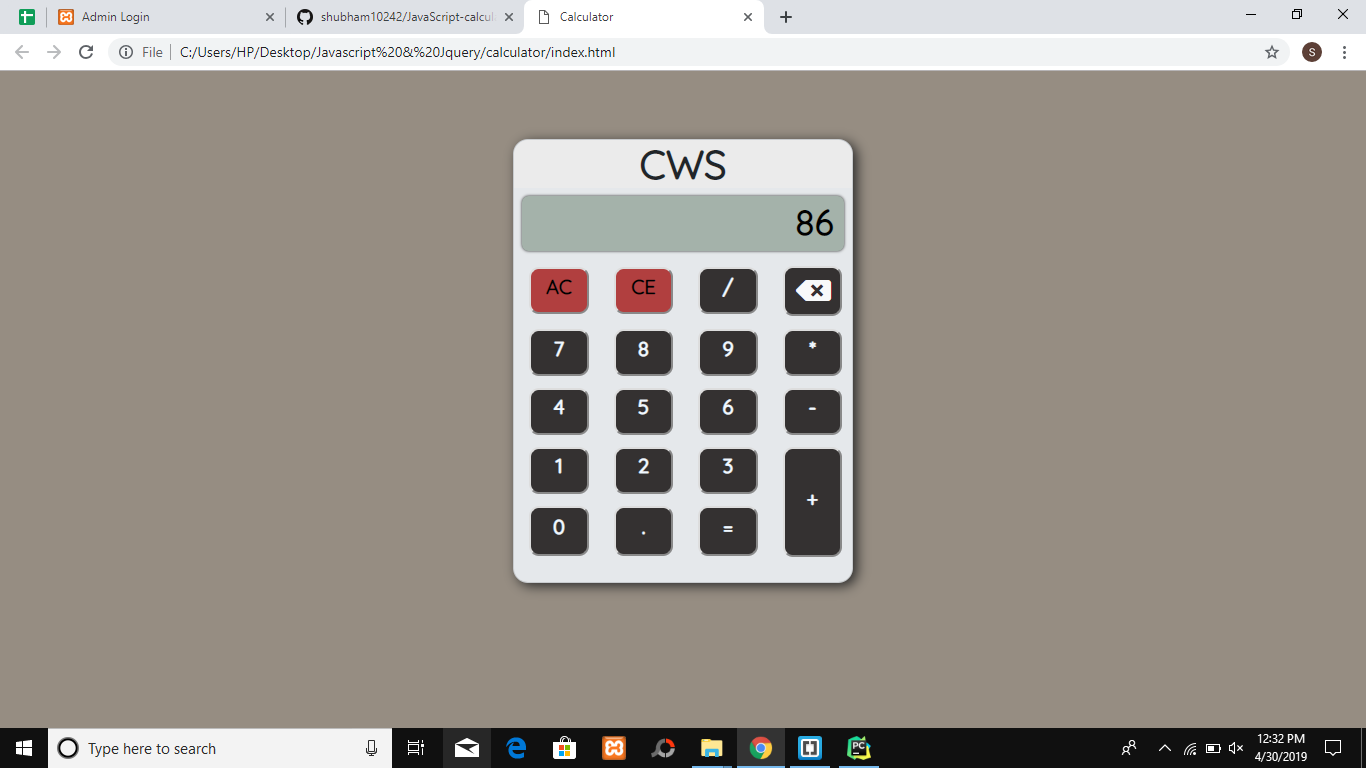 Admin Login
shubham10242/JavaScript-calcul
Calculator
File
C:/Users/HP/Desktop/Javascript%20&%20Jquery/calculator/index.html
S
CWS
86
AC CE /
7 8 9 *
4 5 6 -
1 2 3
+
0 . =
Type here to search
PC
12:32 PM
4/30/2019